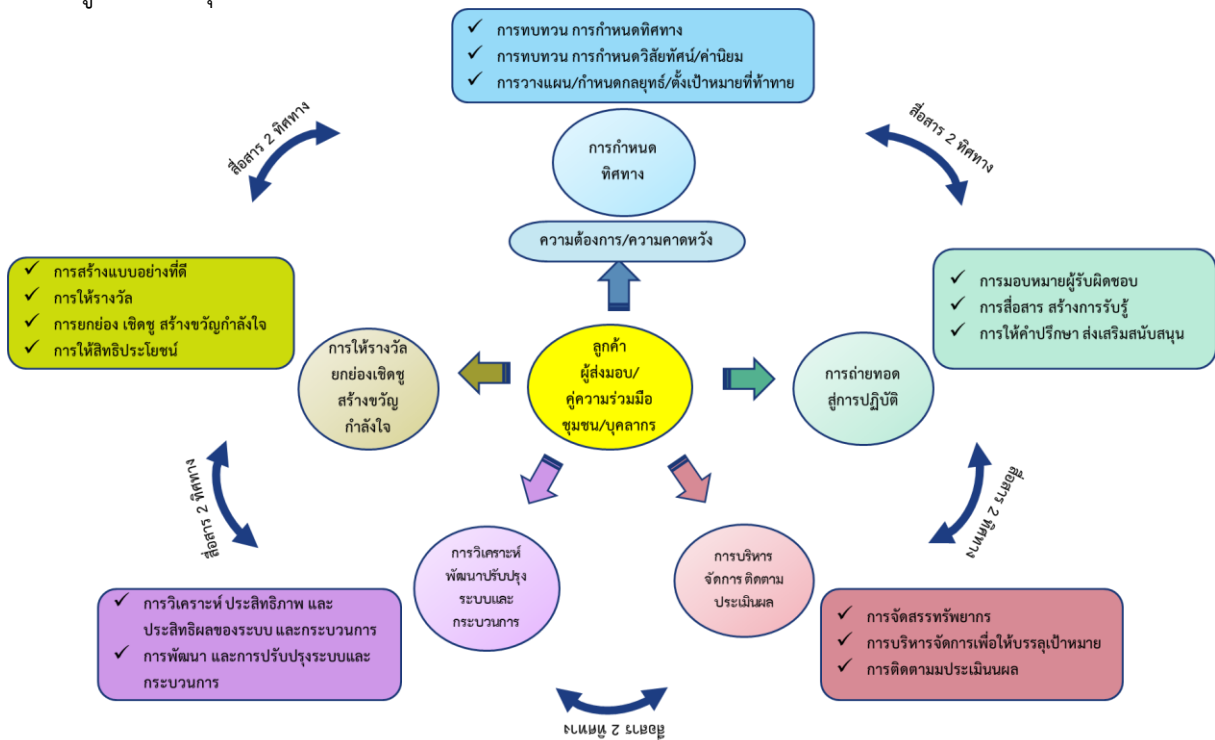 ✓ การทบทวน การกำหนดทิศทาง
✓ การทบทวน การกำหนดวิสัยทัศน์/ค่านิยม
✓ การวางแผน/กำหนดกลยุทธ์/ตั้งเป้าหมายที่ท้าทาย
สื่อสาร 2 ทิศทาง
สื่อสาร 2 ทิศทาง
การกำหนด
ทิศทาง
ความต้องการ/ความคาดหวัง
✓ การสร้างแบบอย่างที่ดี
✓ การให้รางวัล
✓ การยกย่อง เชิดชู สร้างขวัญกำลังใจ
✓ การให้สิทธิประโยชน์
✓ การมอบหมายผู้รับผิดชอบ
✓ การสื่อสาร สร้างการรับรู้
✓ การให้คำปรึกษา ส่งเสริมสนับสนุน
การให้รางวัล
ยกย่องเชิดชู
สร้างขวัญ
กำลังใจ
ลูกค้า
ผู้ส่งมอบ/
คู่ความร่วมมือ
ชุมชน/บุคลากร
การถ่ายทอด
สู่การปฏิบัติ
สื่อสาร 2 ทิศทาง
สื่อสาร 2 ทิศทาง
การวิเคราะห์
พัฒนาปรับปรุง
ระบบและ
กระบวนการ
การบริหาร
จัดการ ติดตาม
ประเมินผล
✓ การวิเคราะห์ ประสิทธิภาพ และ
ประสิทธิผลของระบบ และกระบวนการ
✓ การพัฒนา และการปรับปรุงระบบและ
กระบวนการ
✓ การจัดสรรทรัพยากร
✓ การบริหารจัดการเพื่อให้บรรลุเป้าหมาย
✓ การติดตามมประเมินนผล
สื่อสาร 2 ทิศทาง